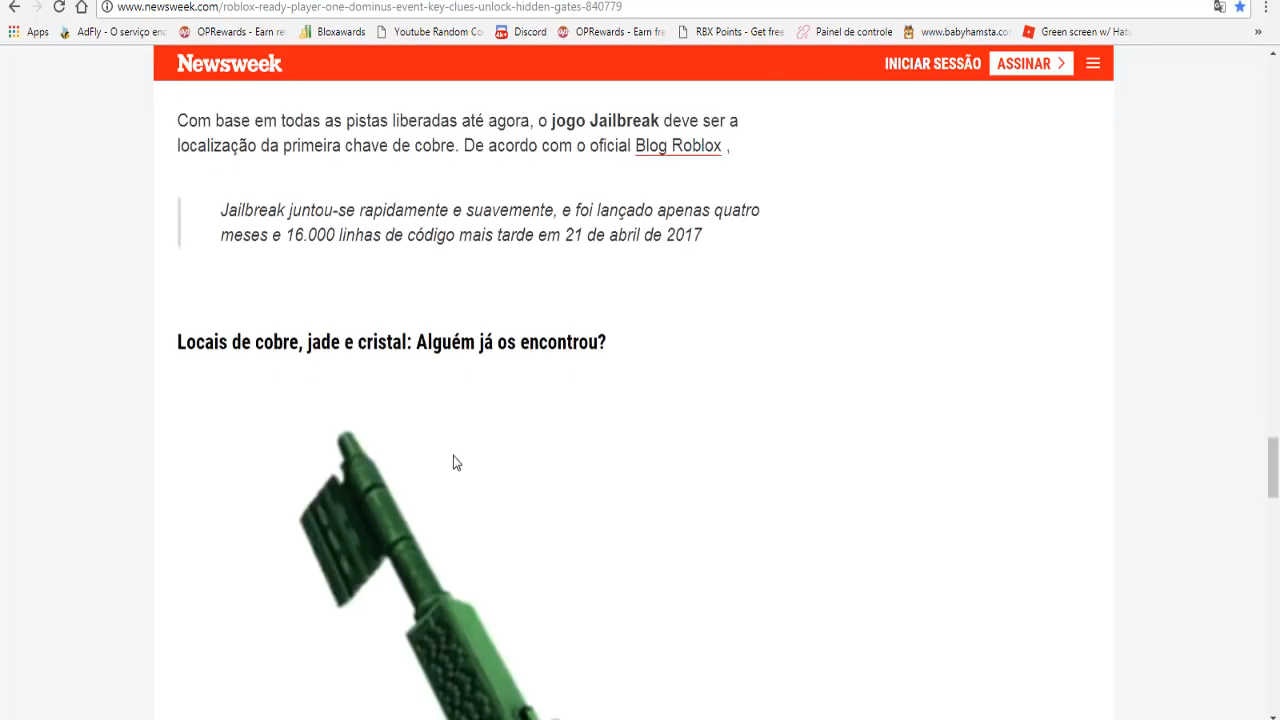 www.newsweek.com/roblox-ready-player-one-dominus-event-key-clues-unlock-hidden-gates-840779
Apps AdFly - O serviço en OPRewards - Earn re Bitsawards Youtube Random Co Discord OPRewards - Earn fre RBX Points - Get free Painel de controle www.babyhamsta.co Green screen w/ Hats »
Newsweek INICIAR SESSÃO ASSINAR
Com base em todas as pistas liberadas até agora, o jogo Jailbreak deve ser a
localização da primeira chave de cobre. De acordo com o oficial Blog Roblox ,
Jailbreak juntou-se rapidamente e suavemente, e foi lançado apenas quatro
meses e 16.000 linhas de código mais tarde em 21 de abril de 2017
Locais de cobre, jade e cristal: Alguém já os encontrou?